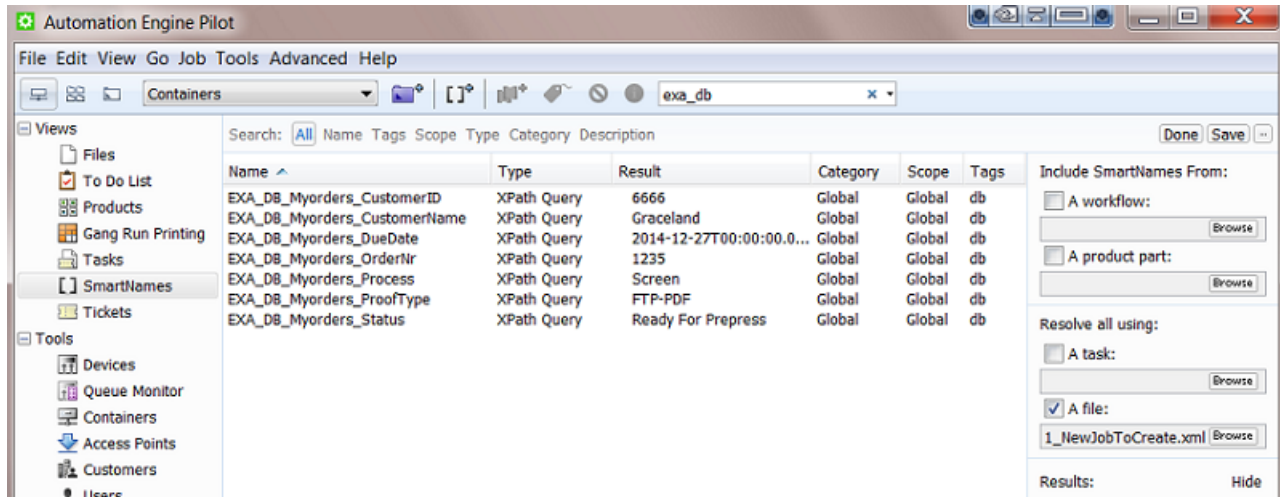 Automation Engine Pilot
File Edit View Go Job Tools Advanced Help
Containers exa_db
Views
Files
To Do List
Products
Gang Run Printing
Tasks
SmartNames
Tickets
Tools
Devices
Queue Monitor
Containers
Access Points
Customers
Users
Search: All Name Tags Scope Type Category Description Done Save
Name Type Result Category Scope Tags
EXA_DB_Myorders_CustomerID XPath Query 6666 Global Global db
EXA_DB_Myorders_CustomerName XPath Query Graceland Global Global db
EXA_DB_Myorders_DueDate XPath Query 2014-12-27T00:00:00.0... Global Global db
EXA_DB_Myorders_OrderNr XPath Query 1235 Global Global db
EXA_DB_Myorders_Process XPath Query Screen Global Global db
EXA_DB_Myorders_ProofType XPath Query FTP-PDF Global Global db
EXA_DB_Myorders_Status XPath Query Ready For Prepress Global Global db
Include SmartNames From:
A workflow:
Browse
A product part:
Browse
Resolve all using:
A task:
Browse
A file:
1_NewJobToCreate.xml Browse
Results: Hide